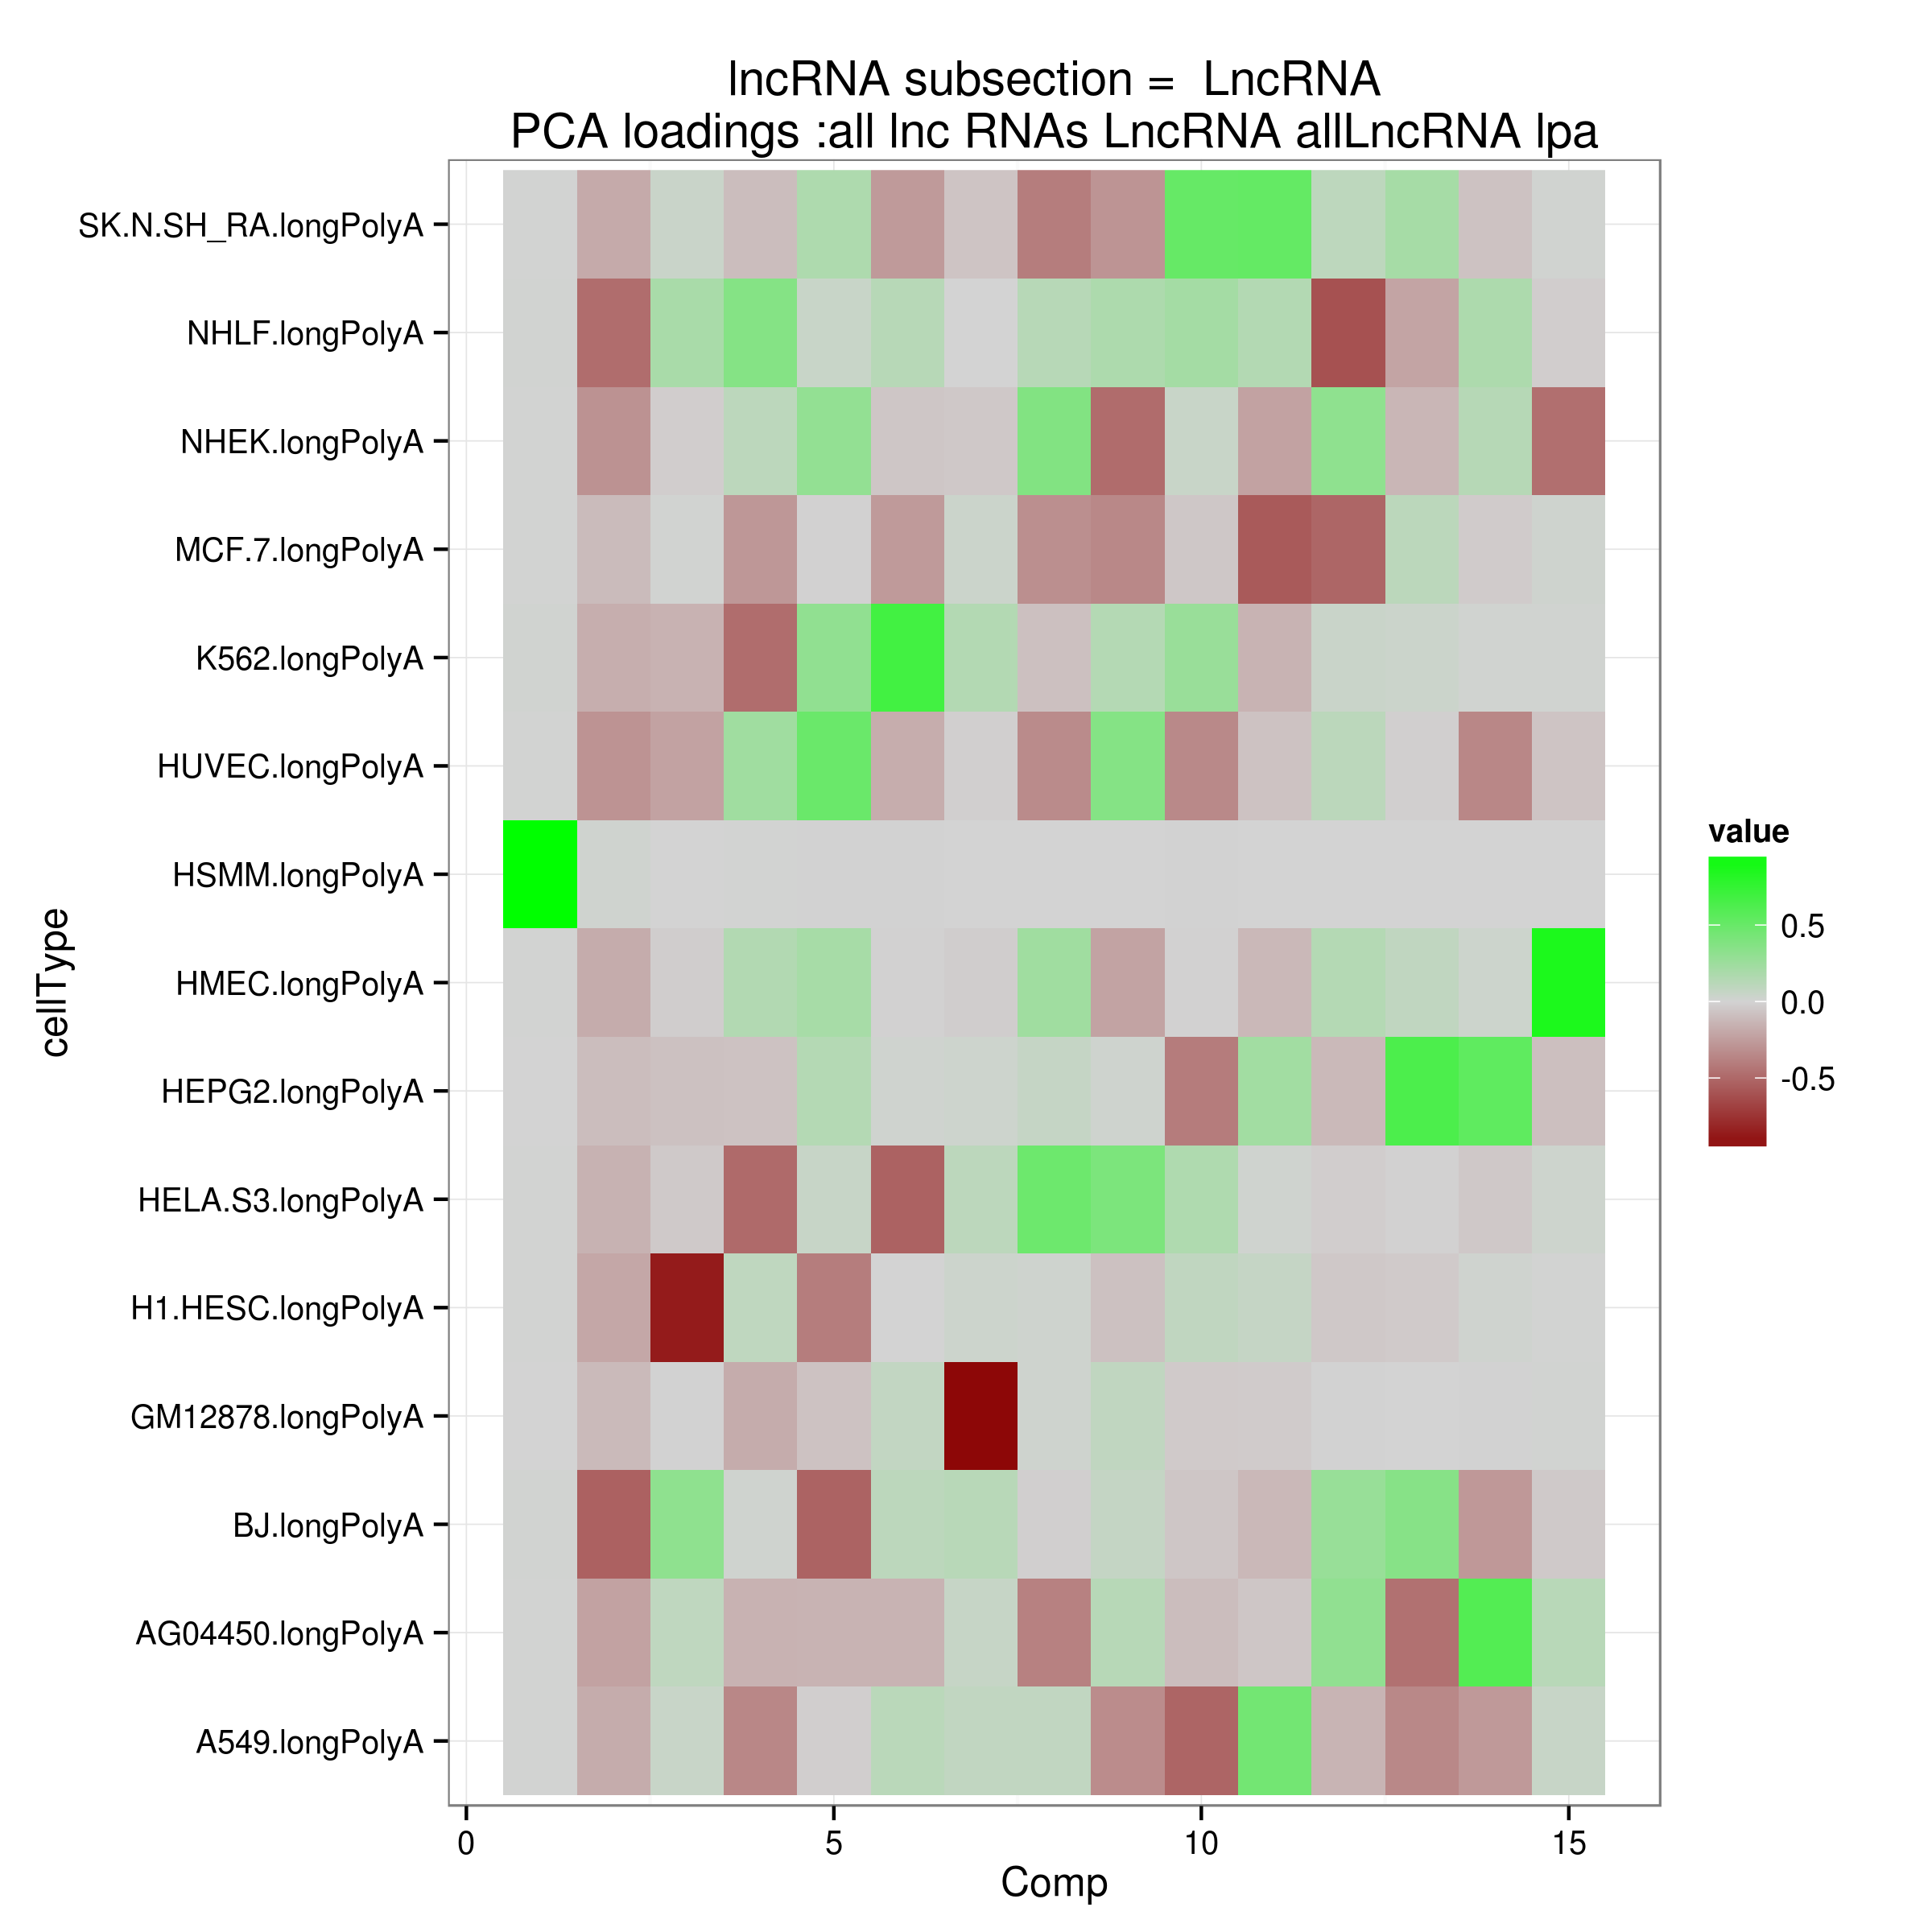 lncRNA subsection =  LncRNA
PCA loadings :all lnc RNAs LncRNA allLncRNA lpa
SK.N.SH_RA.longPolyA
NHLF.longPolyA
NHEK.longPolyA
MCF.7.longPolyA
K562.longPolyA
HUVEC.longPolyA
HSMM.longPolyA
HMEC.longPolyA
HEPG2.longPolyA
HELA.S3.longPolyA
H1.HESC.longPolyA
GM12878.longPolyA
BJ.longPolyA
AG04450.longPolyA
A549.longPolyA
cellType
0 5 10 15
Comp
value
0.5
0.0
-0.5